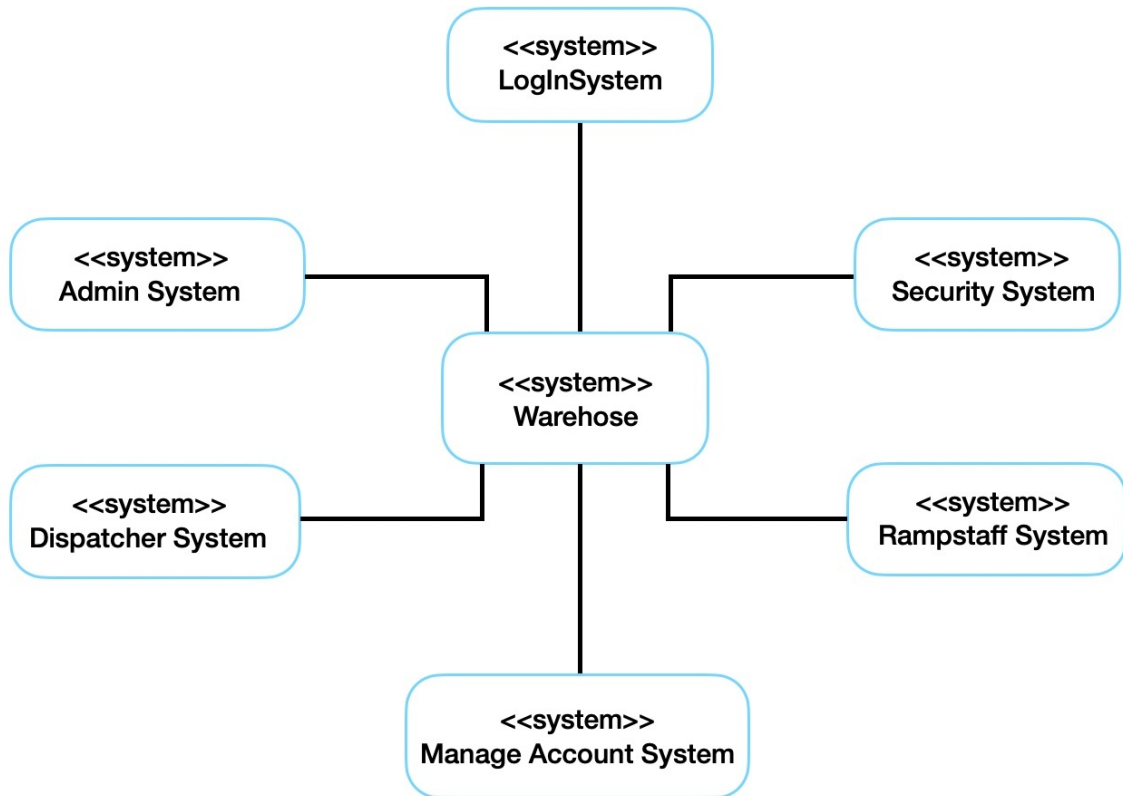 <<system>>
LogInSystem
<<system>>
Admin System
<<system>>
Security System
<<system>>
Warehose
<<system>>
Dispatcher System
<<system>>
Rampstaff System
<<system>>
Manage Account System